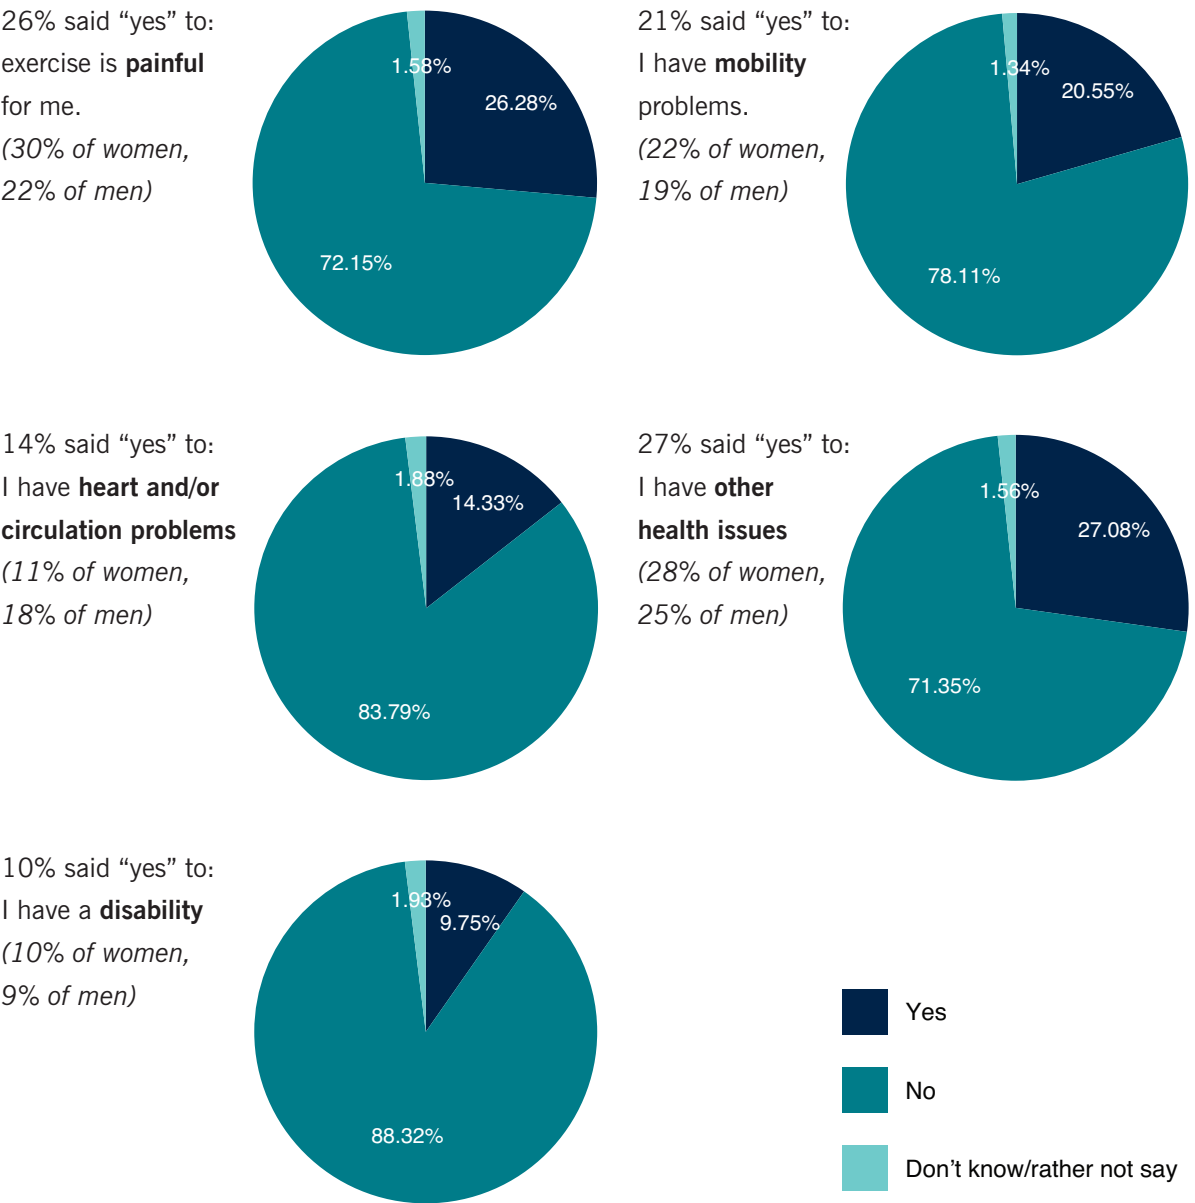 26% said “yes” to:
exercise is painful
for me.
(30% of women,
22% of men)
1.58%
26.28%
72.15%
21% said “yes” to:
I have mobility
problems.
(22% of women,
19% of men)
1.34%
20.55%
78.11%
14% said “yes” to:
I have heart and/or
circulation problems
(11% of women,
18% of men)
1.88%
14.33%
83.79%
27% said “yes” to:
I have other
health issues
(28% of women,
25% of men)
1.56%
27.08%
71.35%
10% said “yes” to:
I have a disability
(10% of women,
9% of men)
1.93%
9.75%
88.32%
Yes
No
Don’t know/rather not say